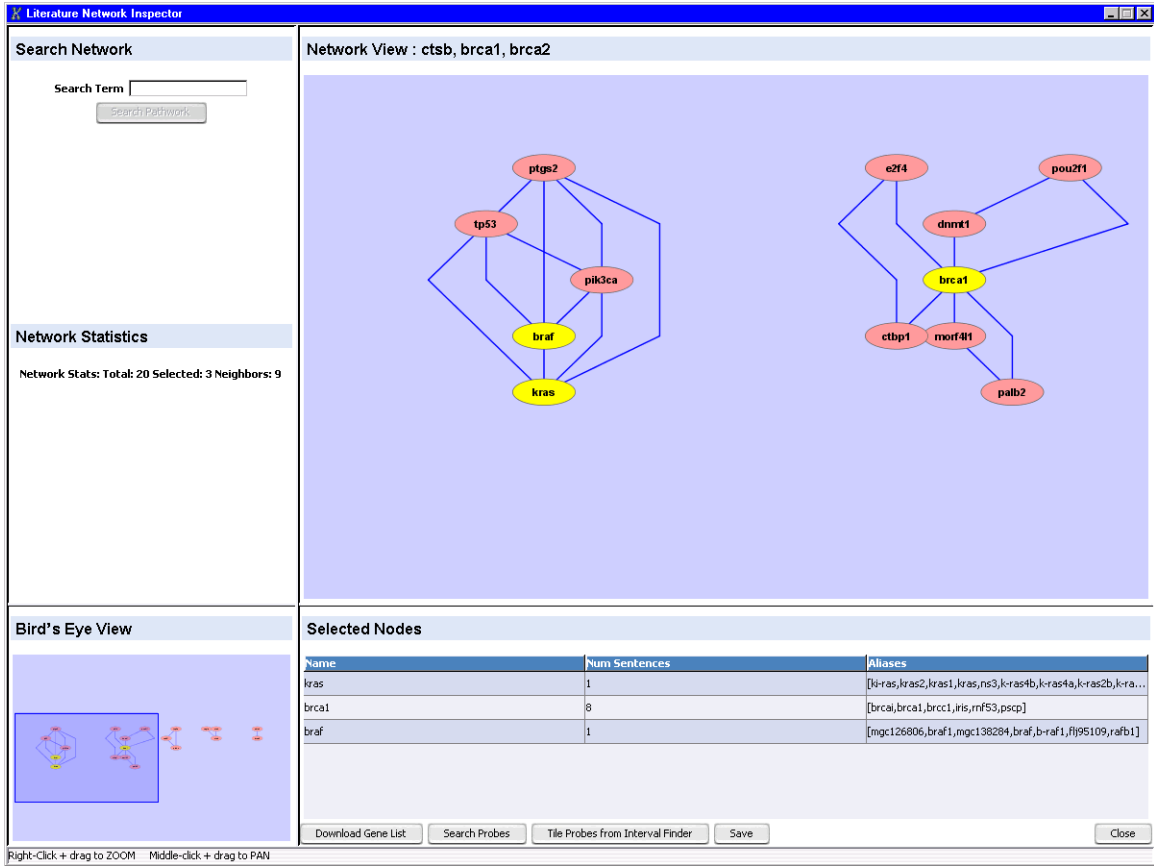 Literature Network Inspector
Search Network
Search Term
Search Pathwork
Network Statistics
Network Stats: Total: 20 Selected: 3 Neighbors: 9
Network View : ctsb, brca1, brca2
ptgs2
e2f4
pou2f1
tp53
dnmt1
pik3ca
brca1
braf
ctbp1
morf4l1
kras
palb2
Bird's Eye View
Selected Nodes
Name Num Sentences Aliases
kras 1 [ki-ras,kras2,kras1,kras,ns3,k-ras4b,k-ras4a,k-ras2b,k-ra...
brca1 8 [brcai,brca1,brcc1,iris,rnf53,pscp]
braf 1 [mgc126806,braf1,mgc138284,braf,b-raf1,flj95109,rafb1]
Download Gene List Search Probes Tile Probes from Interval Finder Save Close
Right-Click + drag to ZOOM Middle-click + drag to PAN